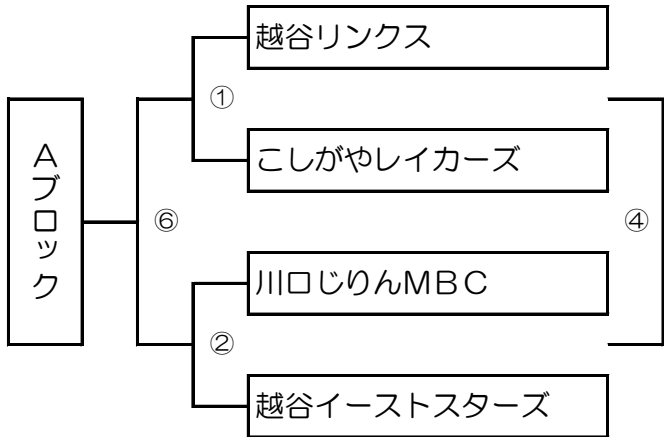 越谷リンクス
①
こしがやレイカーズ
Aブロック
⑥
④
川口じりんMBC
②
越谷イーストスターズ